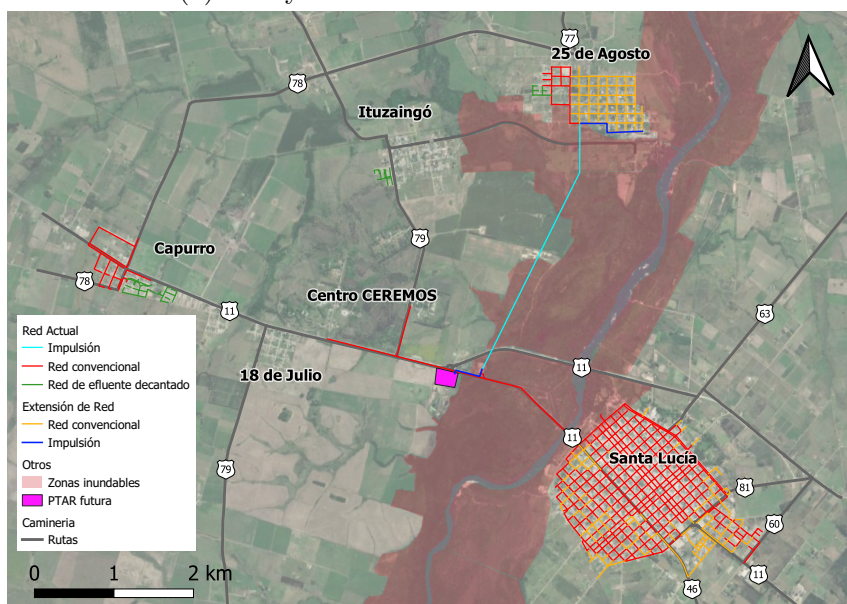 77
25 de Agosto
78
Ituzaingó
79
Capurro
78
Centro CEREMOS
11
63
Red Actual
Impulsión
Red convencional
Red de efluente decantado
Extensión de Red
Red convencional
Impulsión
Otros
Zonas inundables
PTAR futura
Caminería
Rutas
18 de Julio
11
11
Santa Lucía
79
81
60
11
46
0 1 2 km